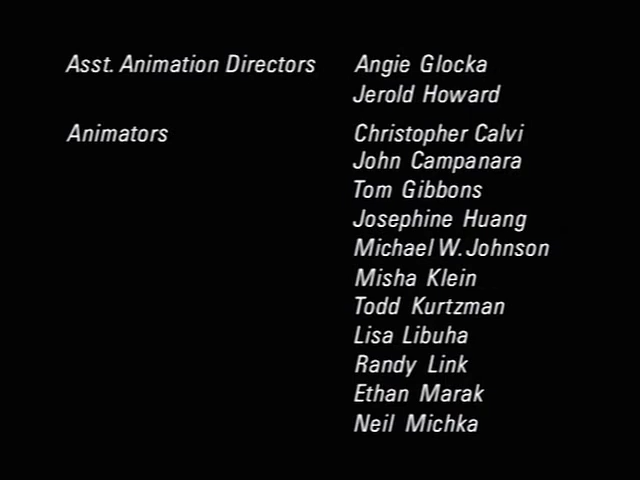 Asst. Animation Directors Angie Glocka
Jerold Howard
Animators Christopher Calvi
John Campanara
Tom Gibbons
Josephine Huang
Michael W. Johnson
Misha Klein
Todd Kurtzman
Lisa Libuha
Randy Link
Ethan Marak
Neil Michka